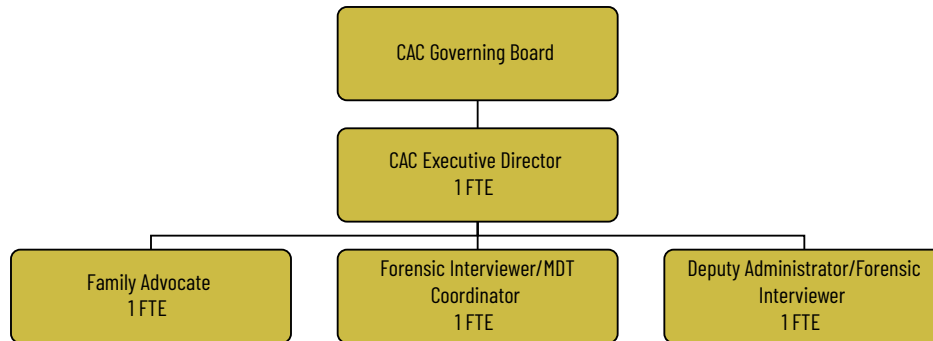 CAC Governing Board
CAC Executive Director
1 FTE
Family Advocate
1 FTE
Forensic Interviewer/MDT
Coordinator
1 FTE
Deputy Administrator/Forensic
Interviewer
1 FTE